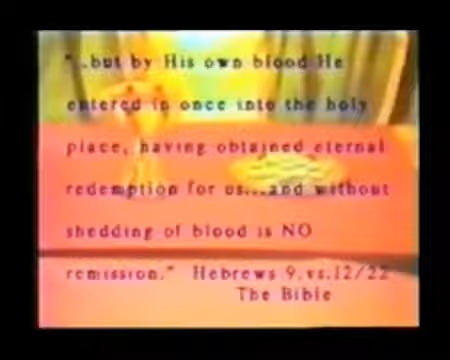 "..but by His own blood He
entered in once into the holy
place, having obtained eternal
redemption for us...and without
shedding of blood is NO
remission." Hebrews 9.vs.12/22
The Bible